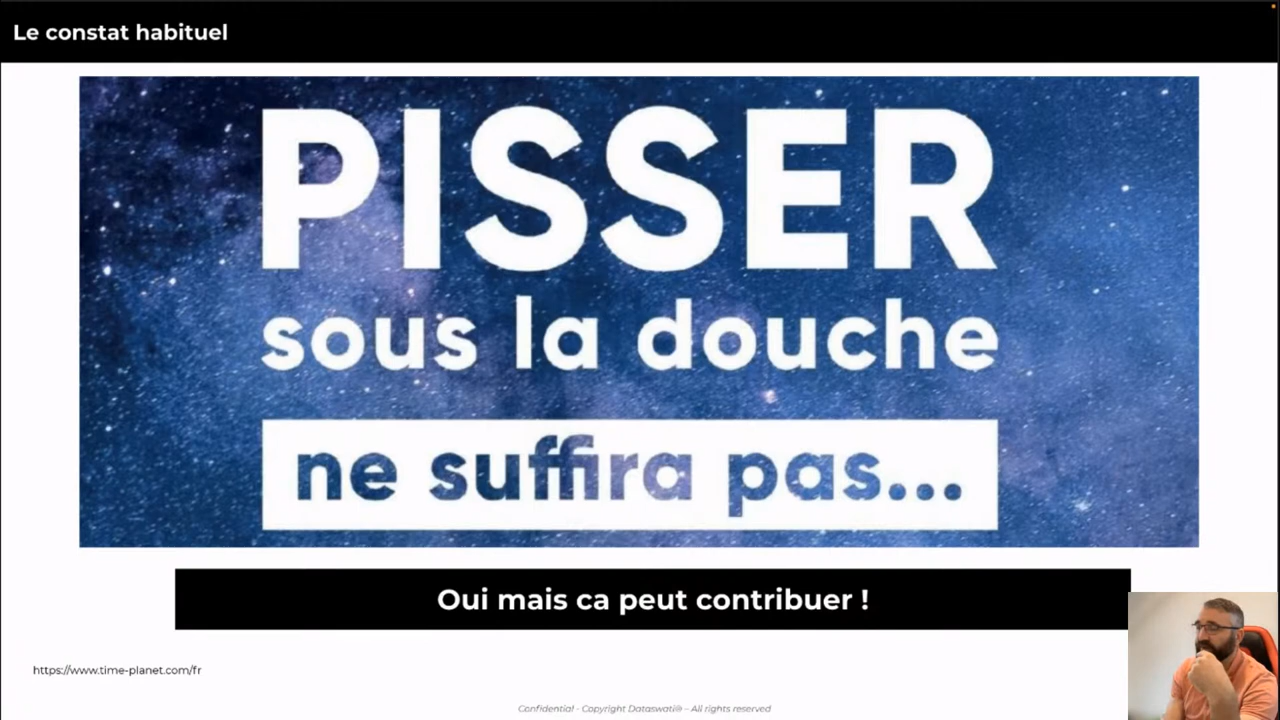 Le constat habituel
PISSER
sous la douche
ne suffira pas...
Oui mais ca peut contribuer !
https://www.time-planet.com/fr
Confidential - Copyright Dataswati® – All rights reserved